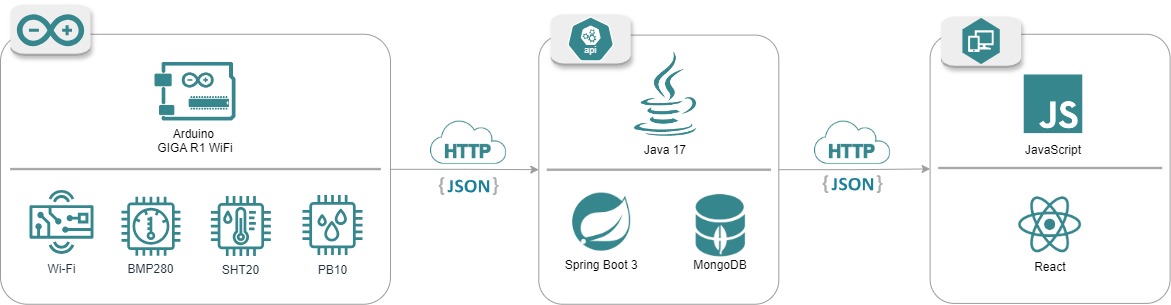 api
Arduino
GIGA R1 WiFi
Wi-Fi
BMP280
SHT20
PB10
HTTP
{JSON}
Java 17
Spring Boot 3
MongoDB
HTTP
{JSON}
JS
JavaScript
React